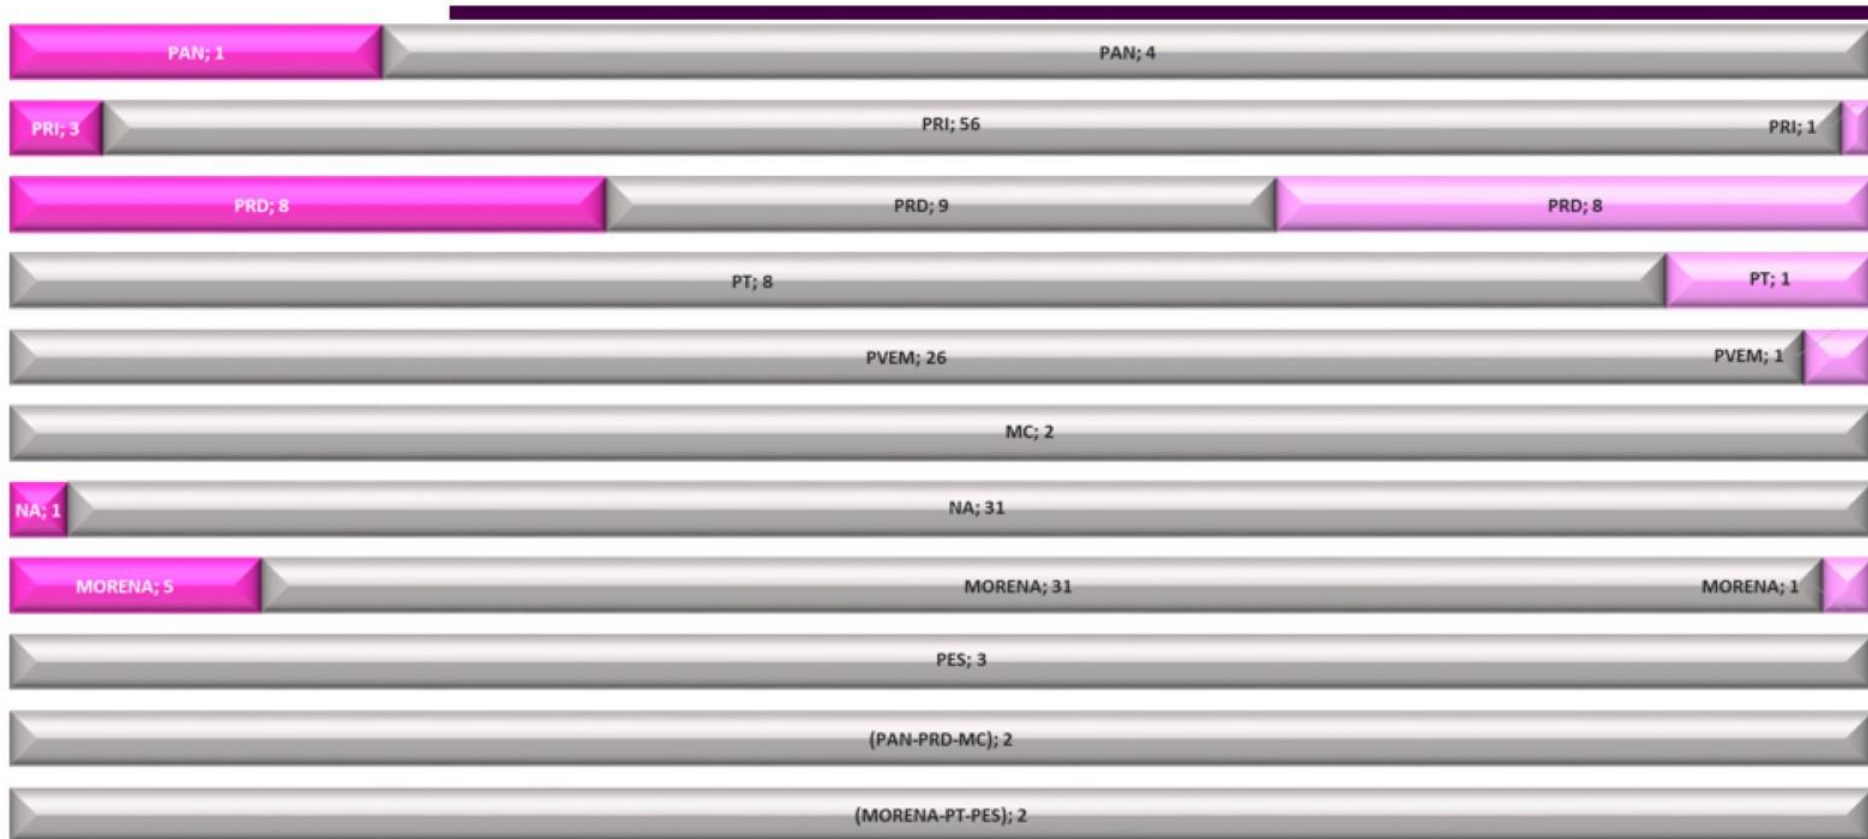 PAN; 1 PAN; 4
PRI; 3 PRI; 56 PRI; 1
PRD; 8 PRD; 9 PRD; 8
PT; 8 PT; 1
PVEM; 26 PVEM; 1
MC; 2
NA; 1 NA; 31
MORENA; 5 MORENA; 31 MORENA; 1
PES; 3
(PAN-PRD-MC); 2
(MORENA-PT-PES); 2